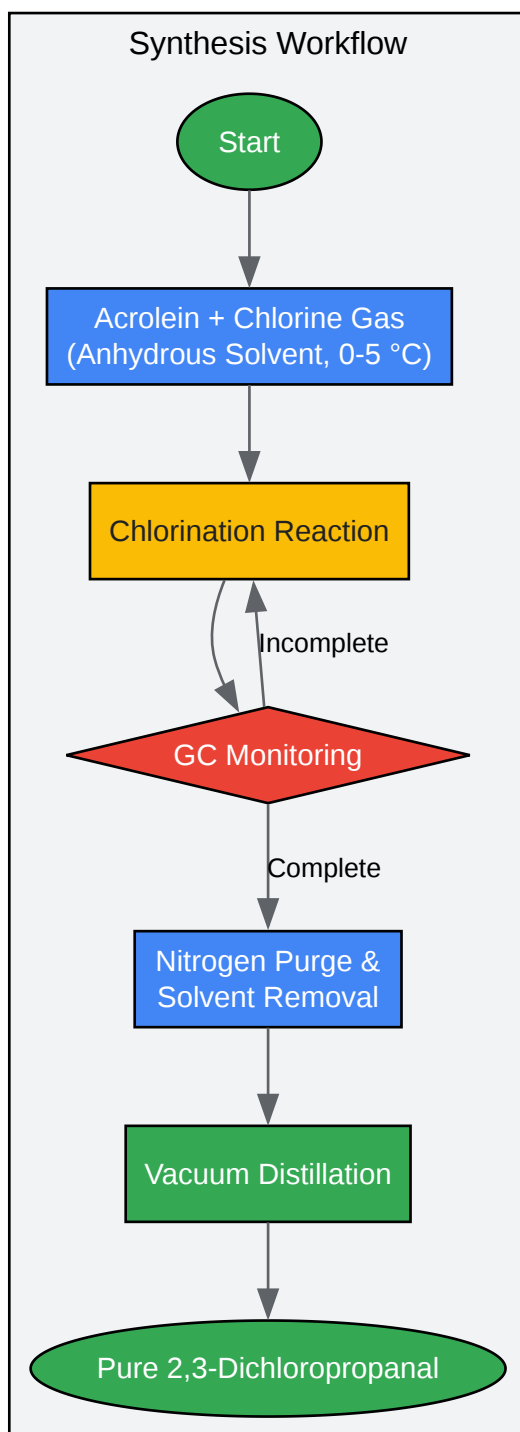 Synthesis Workflow
Start
Acrolein + Chlorine Gas
(Anhydrous Solvent, 0-5 °C)
Chlorination Reaction
Incomplete
GC Monitoring
Complete
Nitrogen Purge &
Solvent Removal
Vacuum Distillation
Pure 2,3-Dichloropropanal